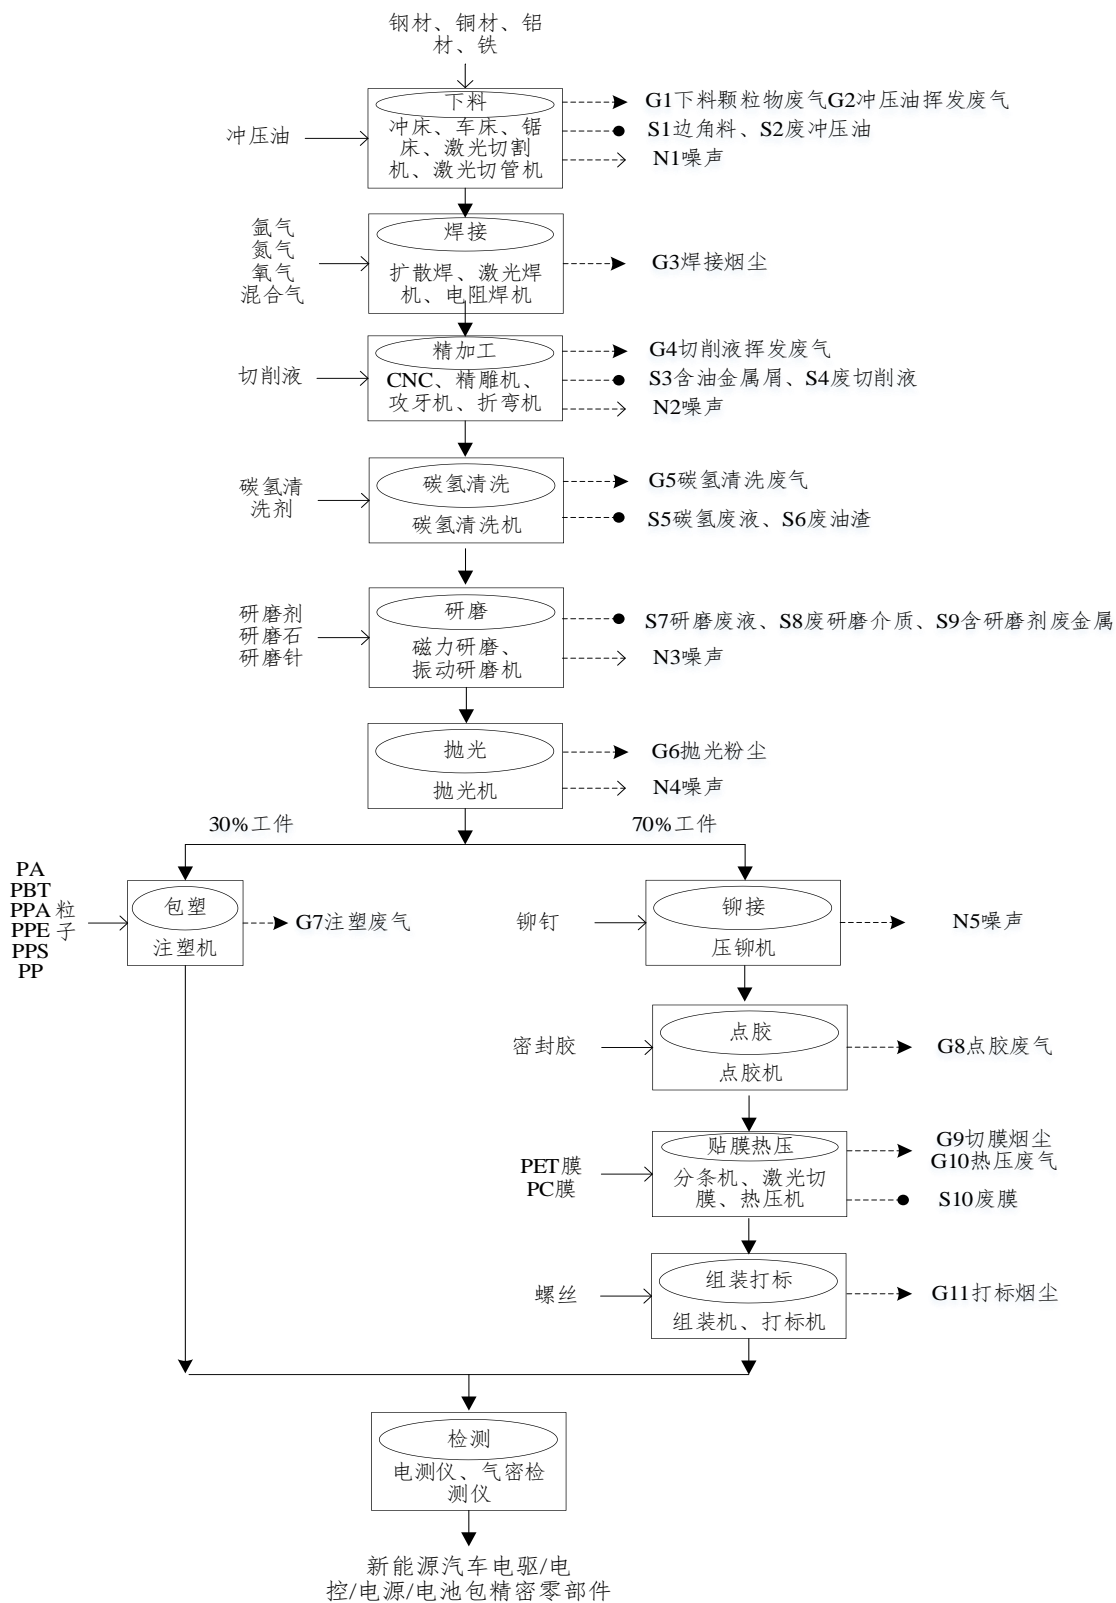 钢材、铜材、铝
材、铁
下料
冲床、车床、锯
床、激光切割
机、激光切管机
冲压油
G1下料颗粒物废气G2冲压油挥发废气
S1边角料、S2废冲压油
N1噪声
氩气
氮气
氧气
混合气
焊接
扩散焊、激光焊
机、电阻焊机
G3焊接烟尘
切削液
精加工
CNC、精雕机、
攻牙机、折弯机
G4切削液挥发废气
S3含油金属屑、S4废切削液
N2噪声
碳氢清
洗剂
碳氢清洗
碳氢清洗机
G5碳氢清洗废气
S5碳氢废液、S6废油渣
研磨剂
研磨石
研磨针
研磨
磁力研磨、
振动研磨机
S7研磨废液、S8废研磨介质、S9含研磨剂废金属
N3噪声
抛光
抛光机
G6抛光粉尘
N4噪声
30%工件
70%工件
PA
PBT
PPA粒
PPE子
PPS
PP
包塑
注塑机
G7注塑废气
铆钉
铆接
压铆机
N5噪声
密封胶
点胶
点胶机
G8点胶废气
PET膜
PC膜
贴膜热压
分条机、激光切
膜、热压机
G9切膜烟尘
G10热压废气
S10废膜
螺丝
组装打标
组装机、打标机
G11打标烟尘
检测
电测仪、气密检
测仪
新能源汽车电驱/电
控/电源/电池包精密零部件